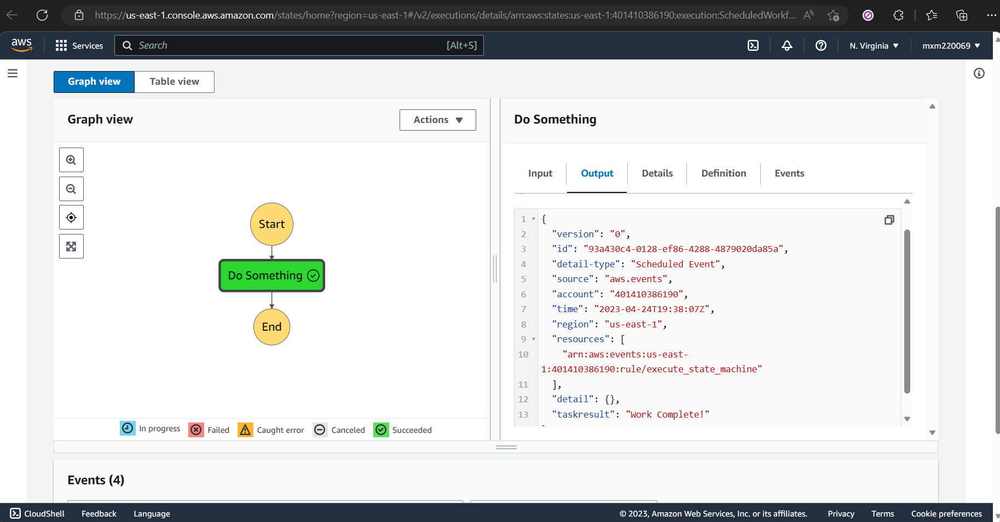 https://us-east-1.console.aws.amazon.com/states/home?region=us-east-1#/v2/executions/details/arn:aws:states:us-east-1:401410386190:execution:ScheduledWorkf...
aws
Services
Search
[Alt+S]
N. Virginia
mxm220069
Graph view
Table view
Graph view
Actions
Do Something
Input
Output
Details
Definition
Events
Start
Do Something
End
1 {
2 "version": "0",
3 "id": "93a430c4-0128-ef86-4288-4879020da85a",
4 "detail-type": "Scheduled Event",
5 "source": "aws.events",
6 "account": "401410386190",
7 "time": "2023-04-24T19:38:07Z",
8 "region": "us-east-1",
9 "resources": [
10 "arn:aws:events:us-east-
1:401410386190:rule/execute_state_machine"
11 ],
12 "detail": {},
13 "taskresult": "Work Complete!"
In progress
Failed
Caught error
Canceled
Succeeded
Events (4)
CloudShell
Feedback
Language
© 2023, Amazon Web Services, Inc. or its affiliates.
Privacy
Terms
Cookie preferences